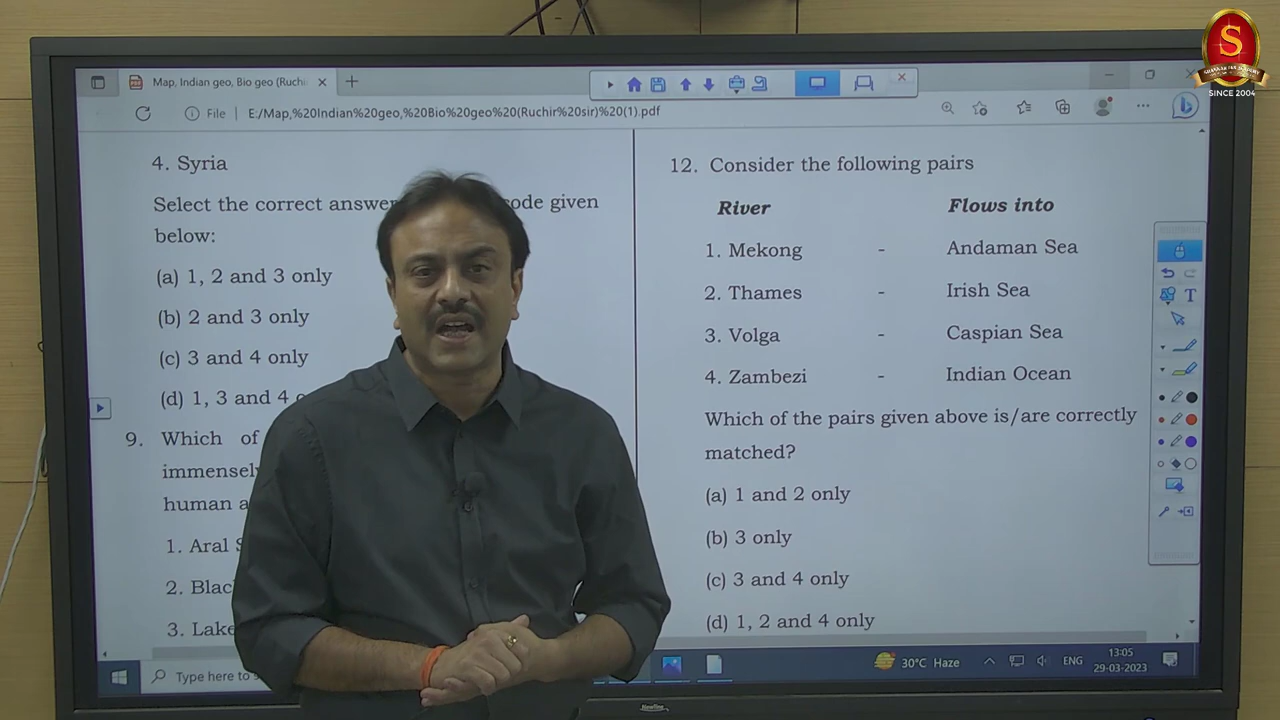 S
SINCE 2004
Map, Indian geo, Bio geo (Ruchi
File
E:/Map,%20Indian%20geo,%20Bio%20geo%20(Ruchir%20sir)%20(1).pdf
4. Syria
Select the correct answer ode given
below:
(a) 1, 2 and 3 only
(b) 2 and 3 only
(c) 3 and 4 only
(d) 1, 3 and 4
9. Which of
immensely
human
1. Aral
2.
3. Lake
12. Consider the following pairs
River Flows into
1. Mekong - Andaman Sea
2. Thames - Irish Sea
3. Volga - Caspian Sea
4. Zambezi - Indian Ocean
Which of the pairs given above is/are correctly
matched?
(a) 1 and 2 only
(b) 3 only
(c) 3 and 4 only
(d) 1, 2 and 4 only
T
Type here to
30°C Haze
ENG
13:05
29-03-2023
Newline